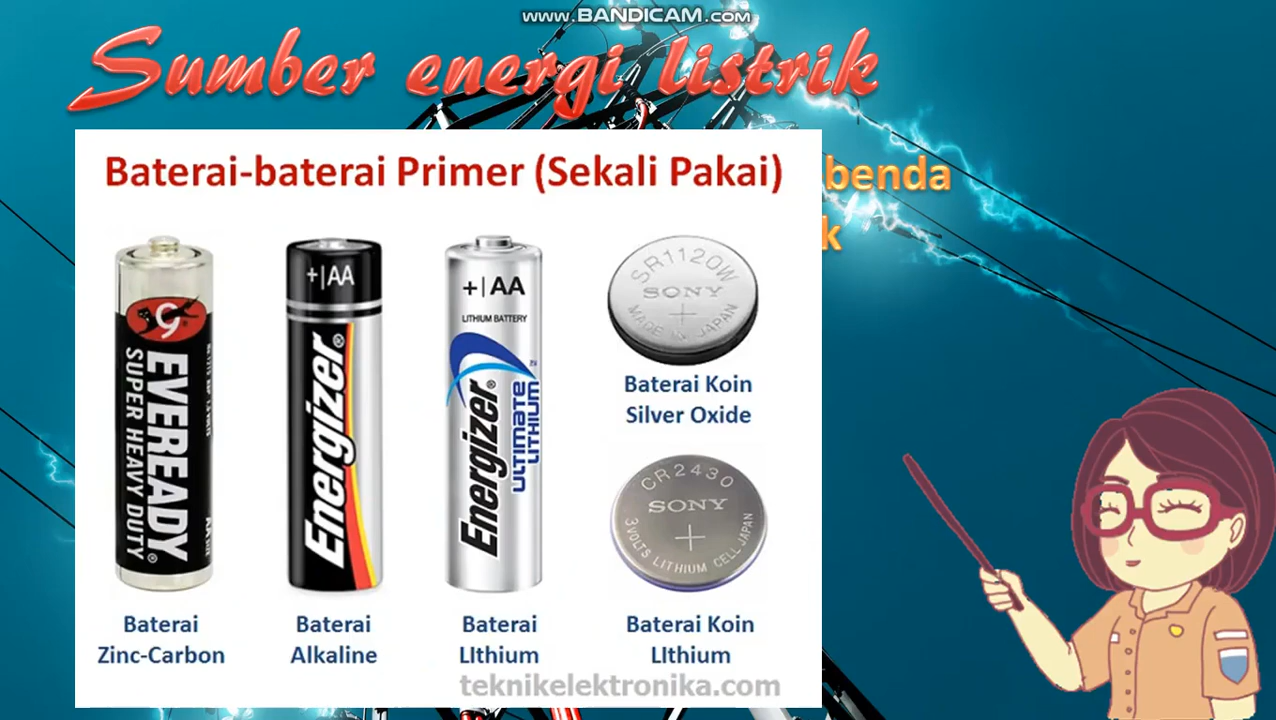 WWW.BANDICAM.COM
Sumber energi listrik
Baterai-baterai Primer (Sekali Pakai)
benda
k
+|AA
+|AA
LITHIUM BATTERY
SR1120W
SONY
MADE IN JAPAN
EVEREADY
SUPER HEAVY DUTY
Energizer
Energizer
ULTIMATE
LITHIUM
Baterai Koin
Silver Oxide
CR2430
SONY
3 VOLTS LITHIUM CELL JAPAN
Baterai
Zinc-Carbon
Baterai
Alkaline
Baterai
LIthium
Baterai Koin
LIthium
teknikelektronika.com